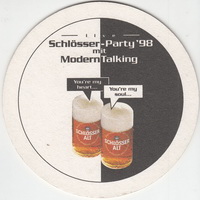 Live
Schlösser-Party '98
mit
Modern Talking
You're my
heart...
You're my
soul...
SCHLÖSSER
ALT
SCHLÖSSER
ALT